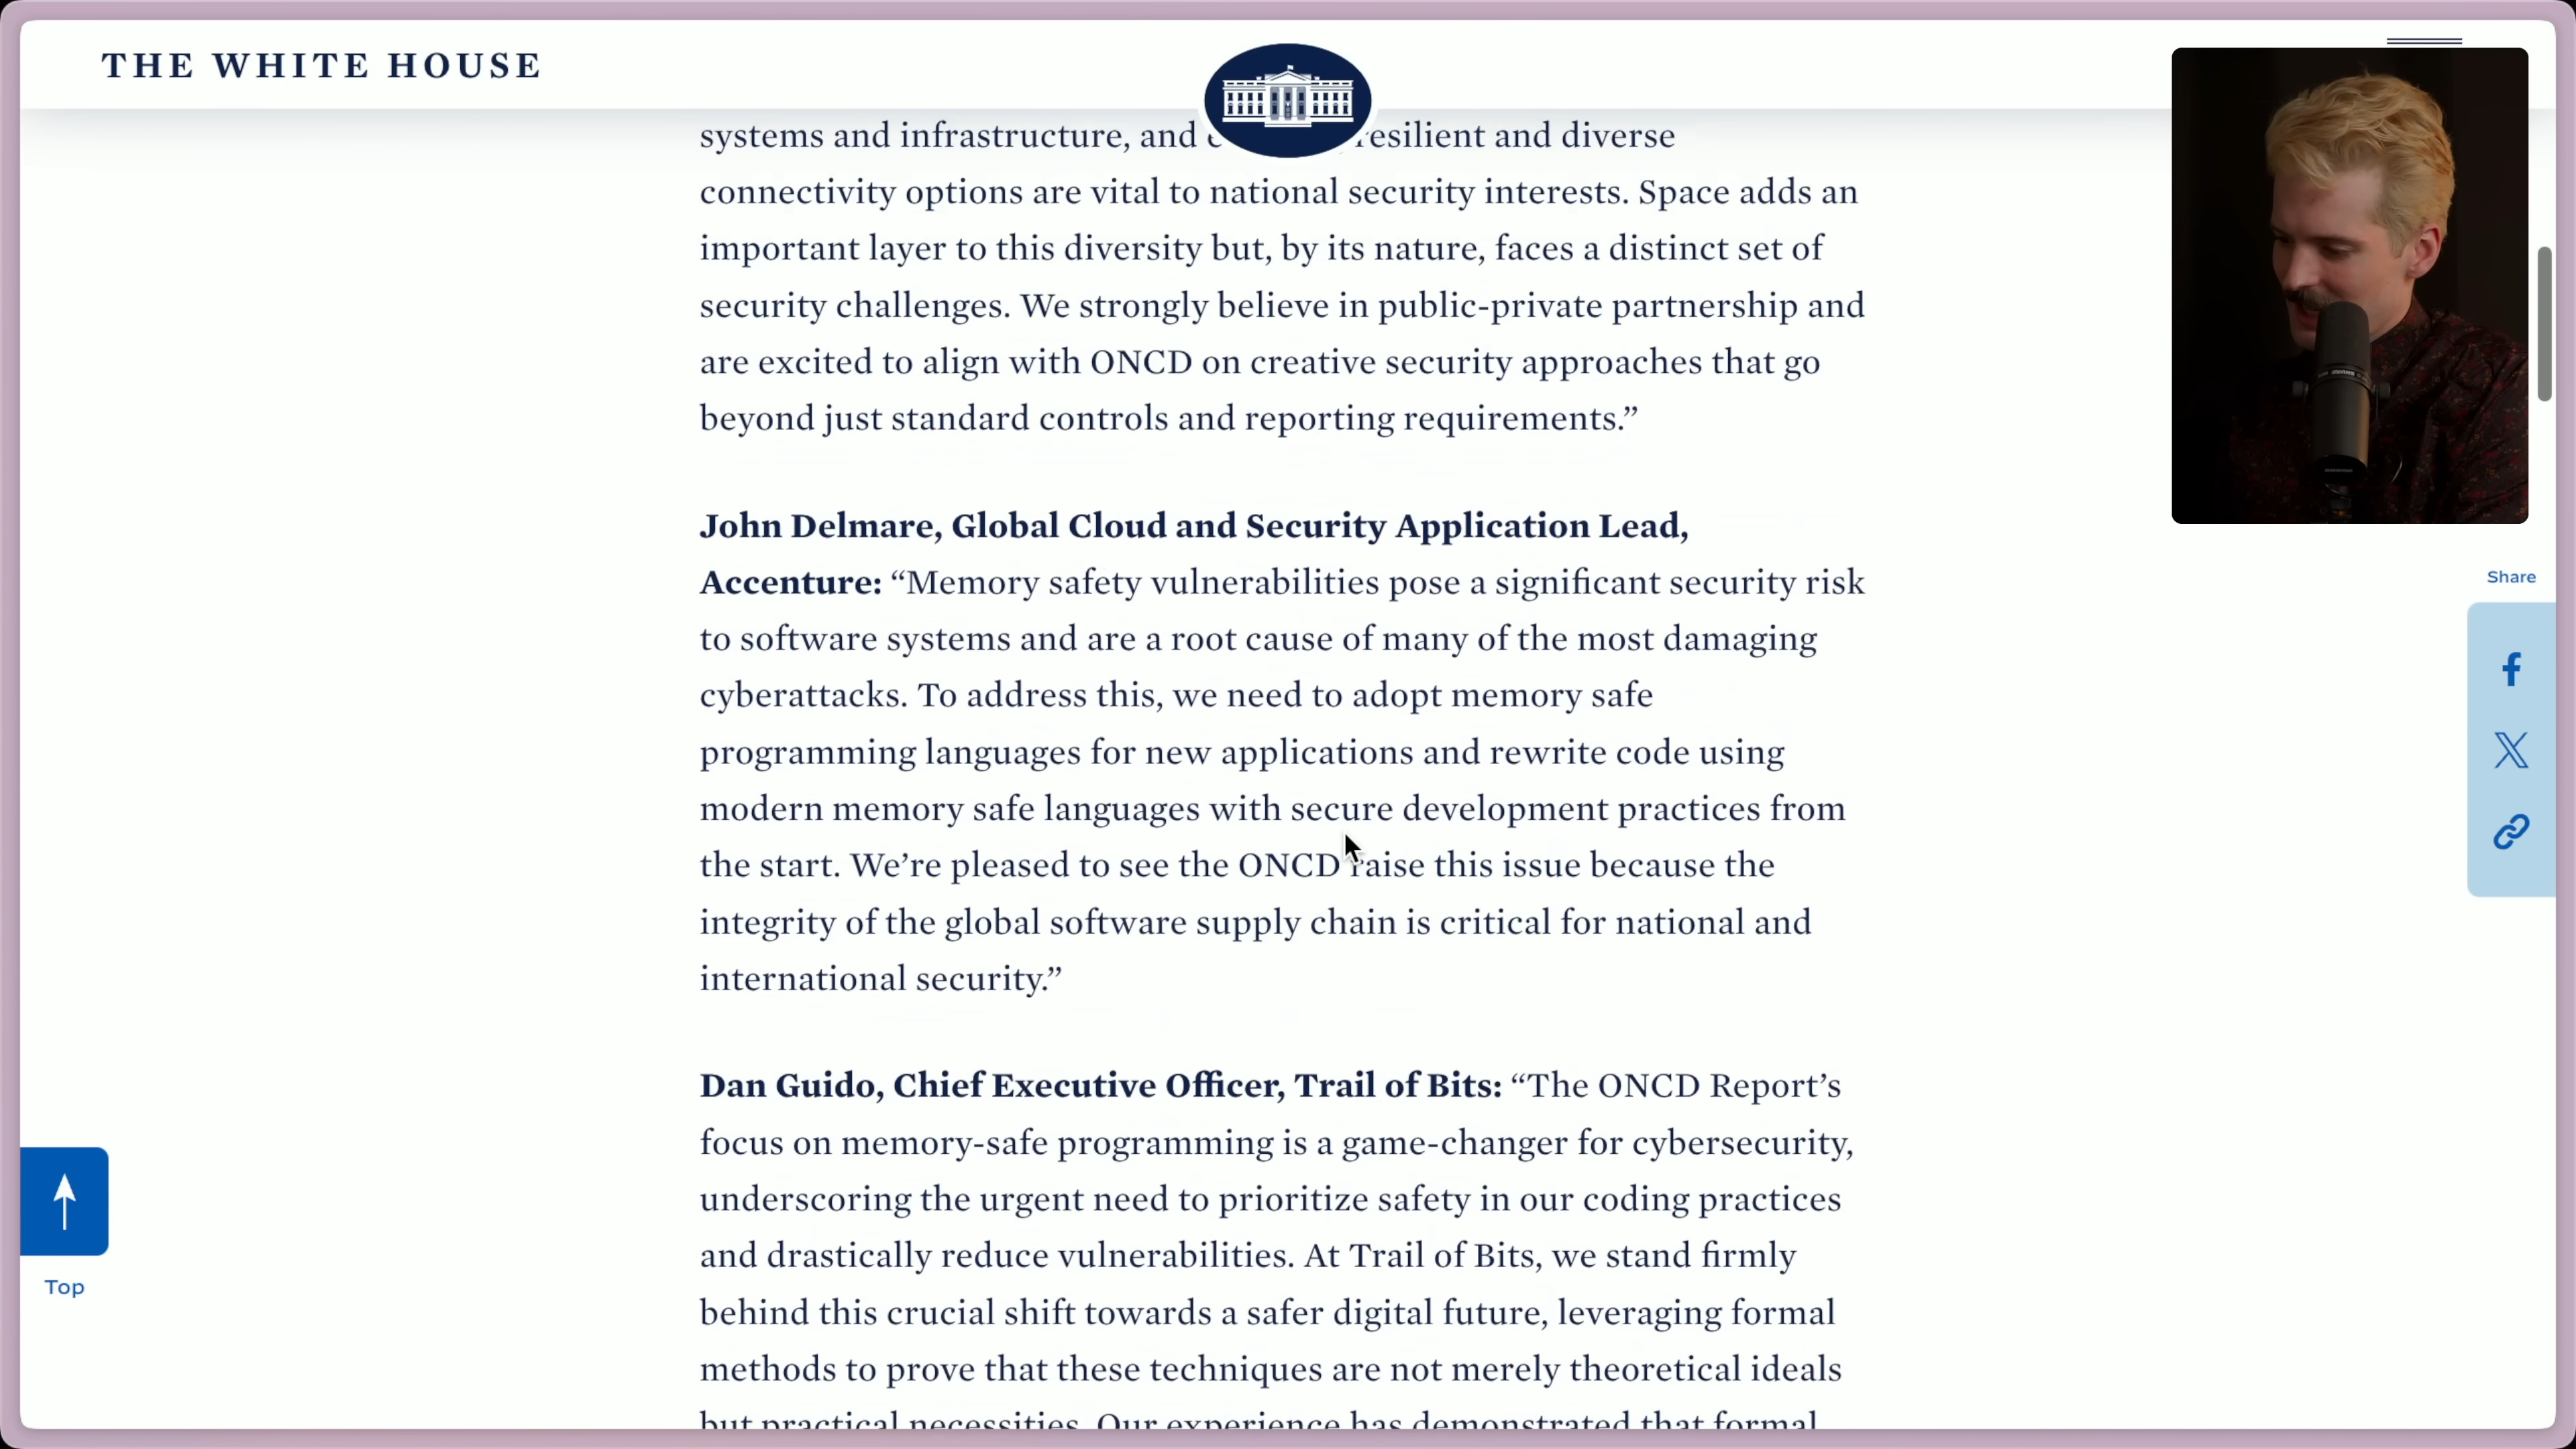 THE WHITE HOUSE
systems and infrastructure, and resilient and diverse
connectivity options are vital to national security interests. Space adds an
important layer to this diversity but, by its nature, faces a distinct set of
security challenges. We strongly believe in public-private partnership and
are excited to align with ONCD on creative security approaches that go
beyond just standard controls and reporting requirements.”
John Delmare, Global Cloud and Security Application Lead,
Accenture: “Memory safety vulnerabilities pose a significant security risk
to software systems and are a root cause of many of the most damaging
cyberattacks. To address this, we need to adopt memory safe
programming languages for new applications and rewrite code using
modern memory safe languages with secure development practices from
the start. We’re pleased to see the ONCD raise this issue because the
integrity of the global software supply chain is critical for national and
international security.”
Dan Guido, Chief Executive Officer, Trail of Bits: “The ONCD Report’s
focus on memory-safe programming is a game-changer for cybersecurity,
underscoring the urgent need to prioritize safety in our coding practices
and drastically reduce vulnerabilities. At Trail of Bits, we stand firmly
behind this crucial shift towards a safer digital future, leveraging formal
methods to prove that these techniques are not merely theoretical ideals
but practical necessities. Our experience has demonstrated that formal
Share
Top